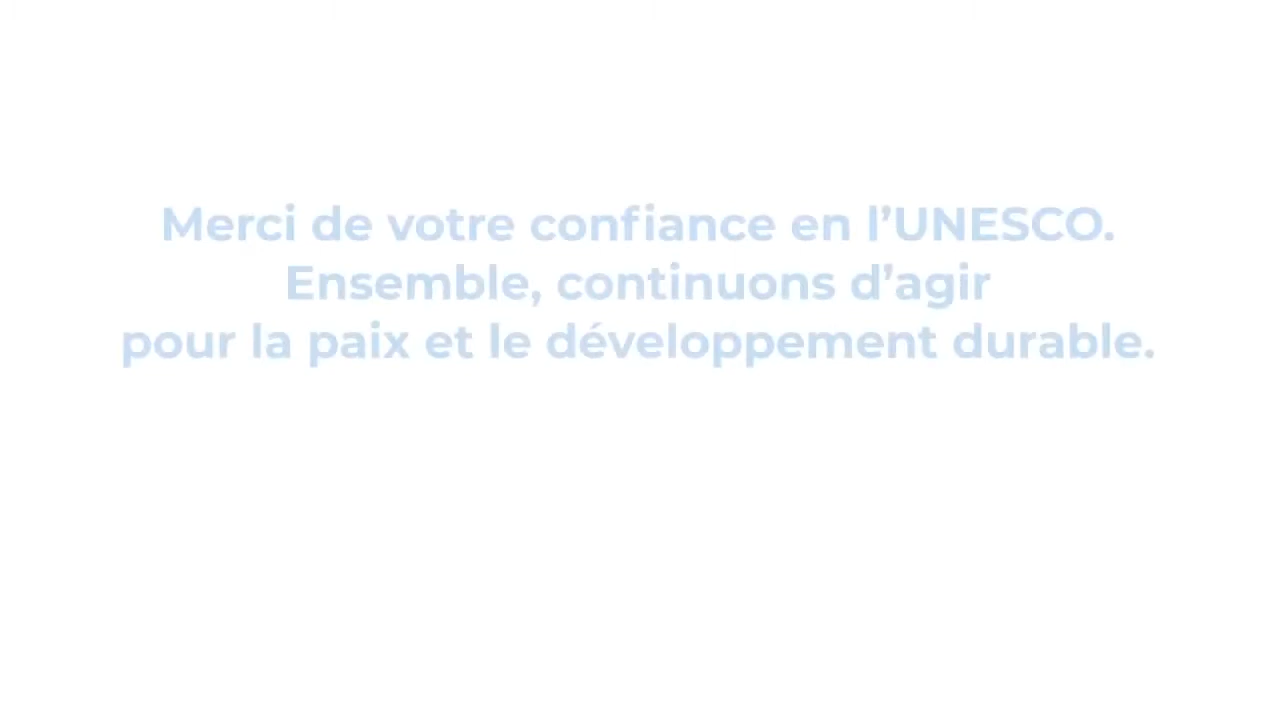 Merci de votre confiance en l’UNESCO.
Ensemble, continuons d’agir
pour la paix et le développement durable.